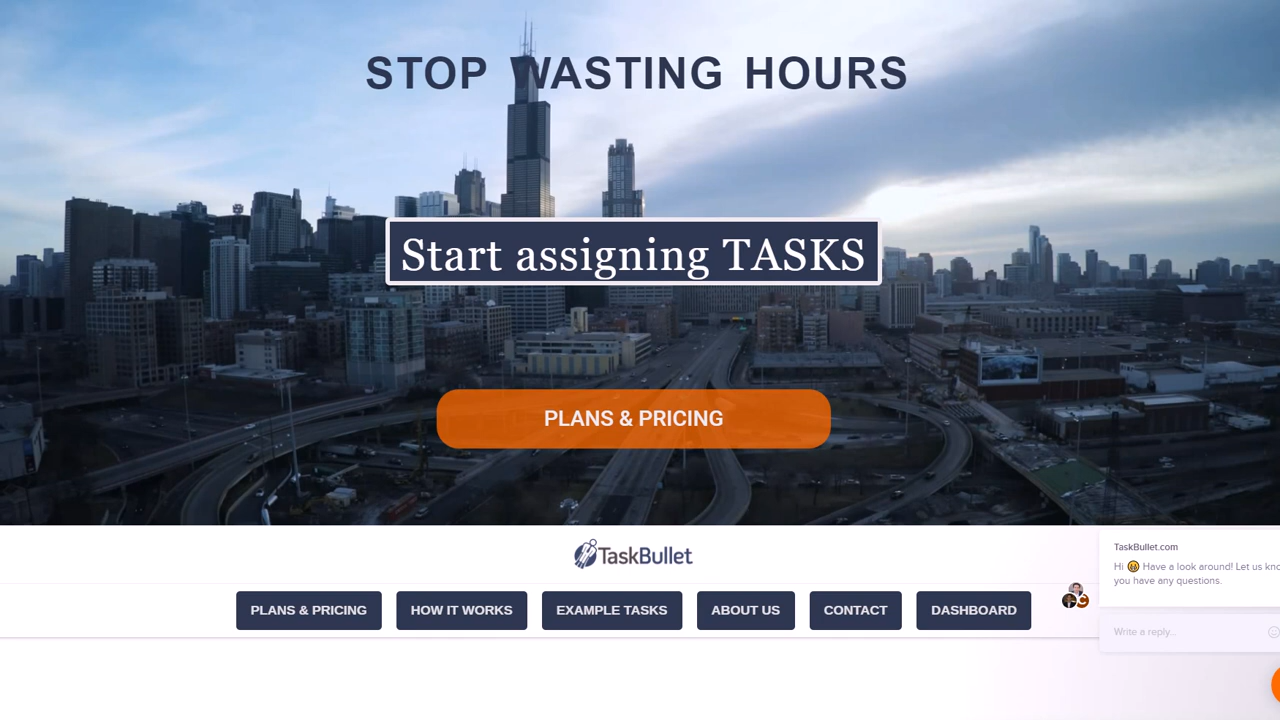 STOP WASTING HOURS
Start assigning TASKS
PLANS & PRICING
TaskBullet
PLANS & PRICING
HOW IT WORKS
EXAMPLE TASKS
ABOUT US
CONTACT
DASHBOARD
TaskBullet.com
Hi 😀 Have a look around! Let us
you have any questions.
Write a reply...